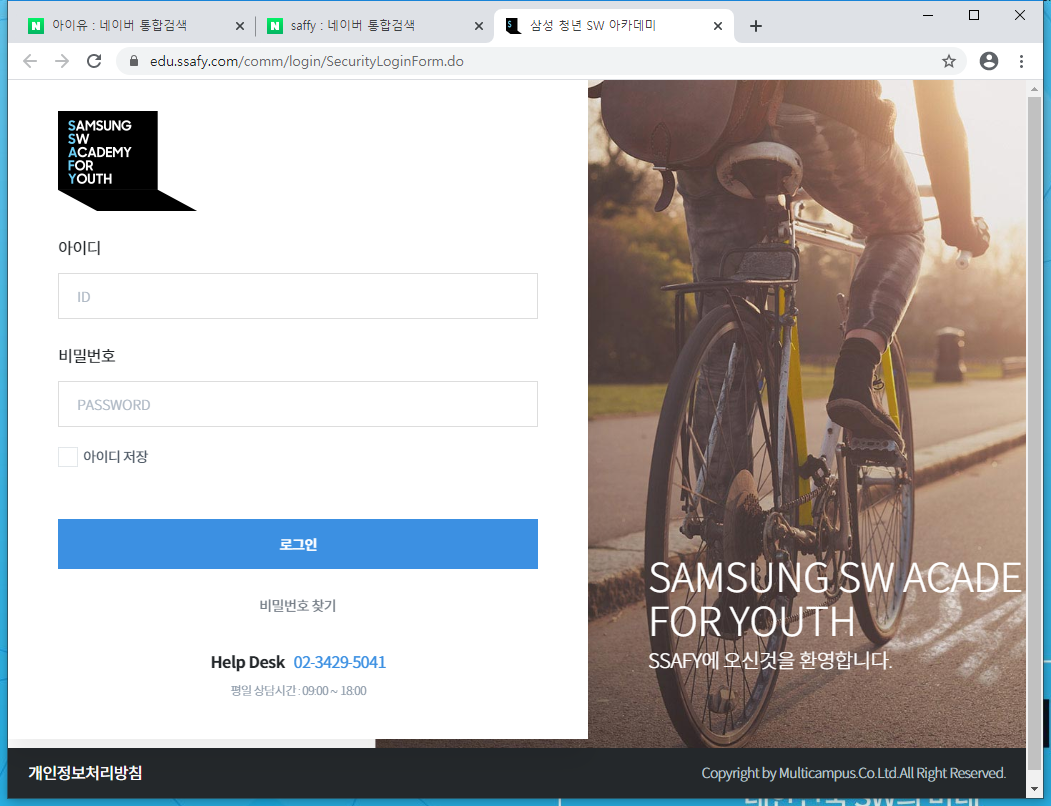 아이유 : 네이버 통합검색
saffy : 네이버 통합검색
삼성 청년 SW 아카데미
edu.ssafy.com/comm/login/SecurityLoginForm.do
SAMSUNG
SW
ACADEMY
FOR
YOUTH
아이디
ID
비밀번호
PASSWORD
아이디 저장
로그인
비밀번호 찾기
Help Desk 02-3429-5041
평일 상담시간 : 09:00 ~ 18:00
SAMSUNG SW ACADE
FOR YOUTH
SSAFY에 오신것을 환영합니다.
개인정보처리방침
Copyright by Multicampus.Co.Ltd.All Right Reserved.